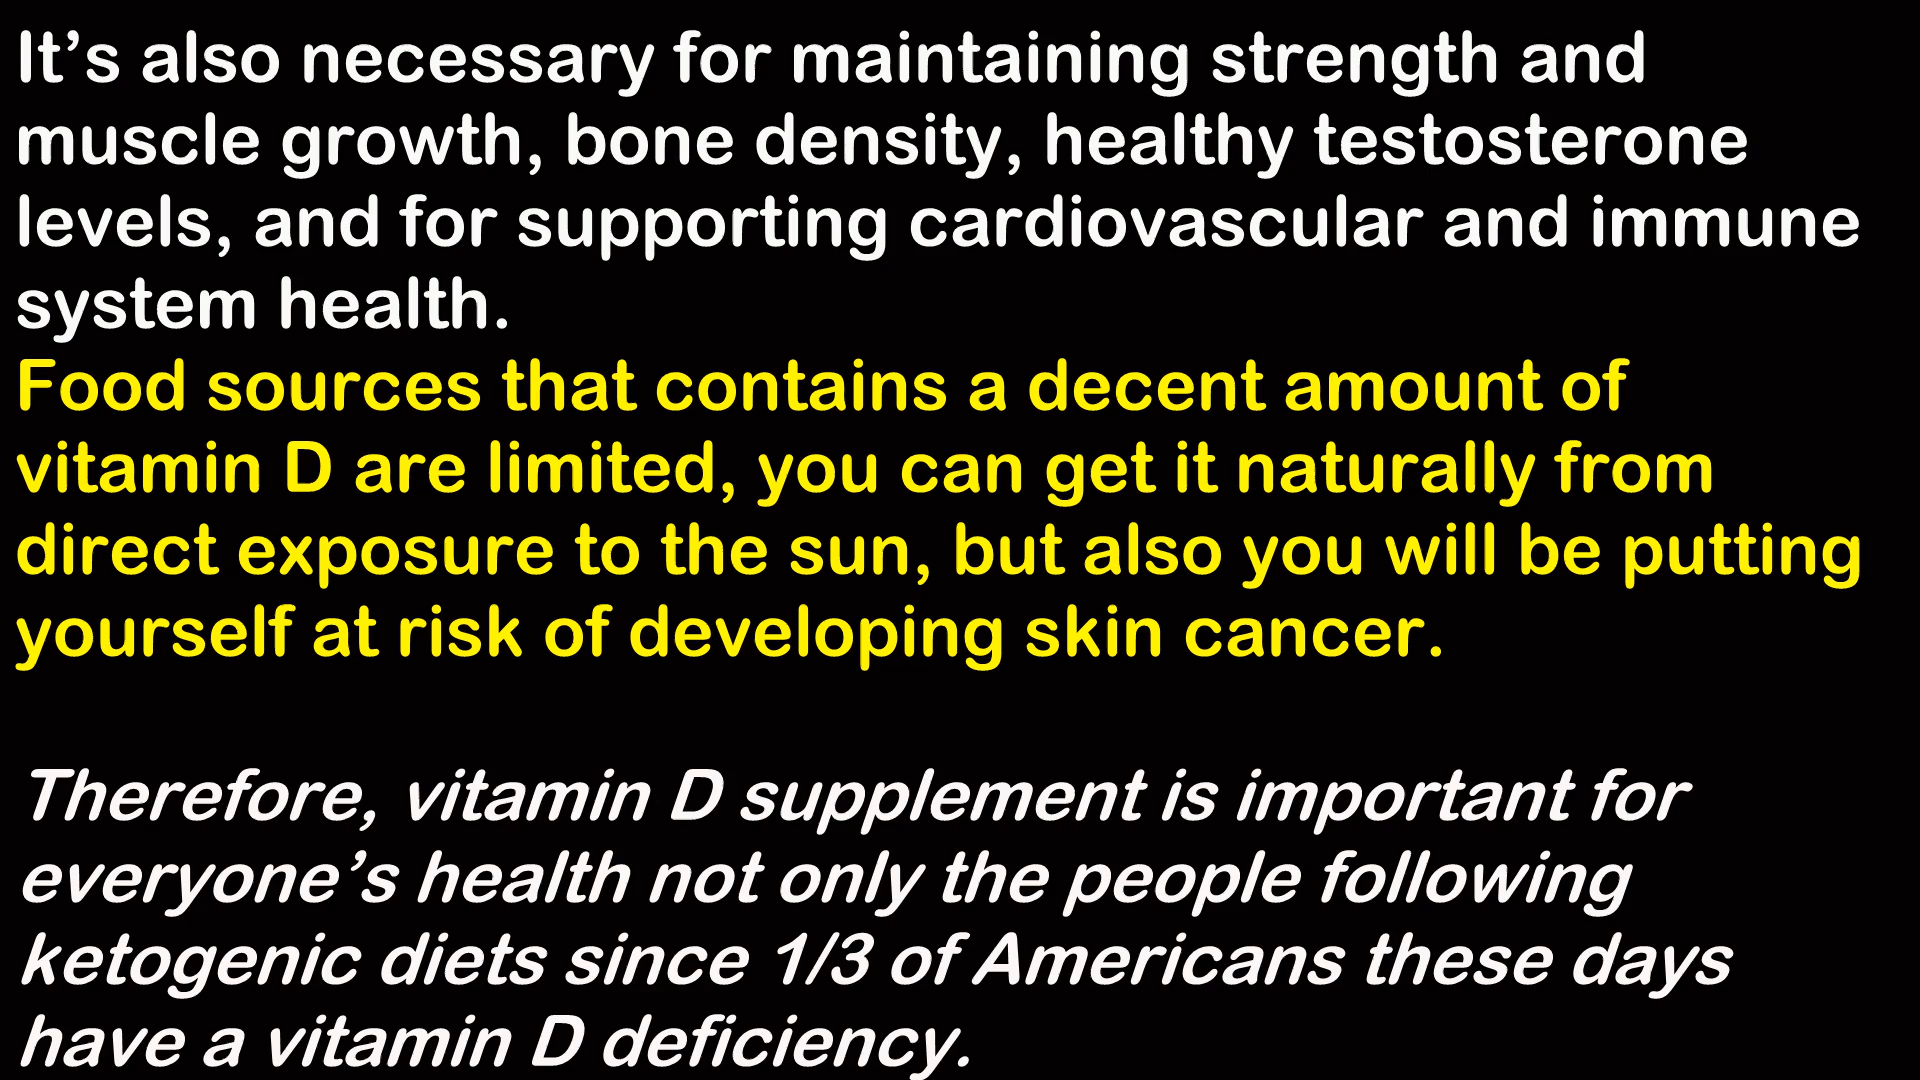 It’s also necessary for maintaining strength and
muscle growth, bone density, healthy testosterone
levels, and for supporting cardiovascular and immune
system health.
Food sources that contains a decent amount of
vitamin D are limited, you can get it naturally from
direct exposure to the sun, but also you will be putting
yourself at risk of developing skin cancer.
Therefore, vitamin D supplement is important for
everyone’s health not only the people following
ketogenic diets since 1/3 of Americans these days
have a vitamin D deficiency.